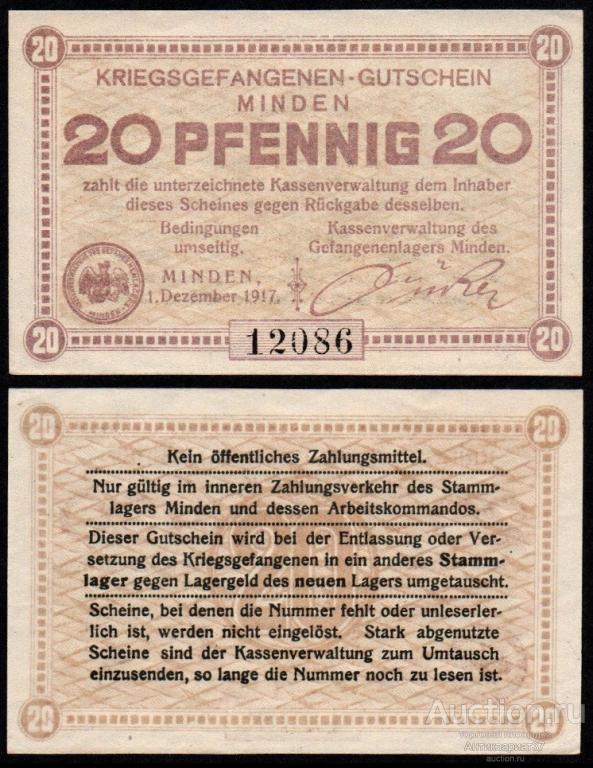 20 20
KRIEGSGEFANGENEN-GUTSCHEIN
MINDEN
20 PFENNIG 20
zahlt die unterzeichnete Kassenverwaltung dem Inhaber
dieses Scheines gegen Rückgabe desselben.
Bedingungen
umseitig.
Kassenverwaltung des
Gefangenenlagers Minden.
MINDEN,
1. Dezember 1917.
20 20
12086
20 20
Kein öffentliches Zahlungsmittel.
Nur gültig im inneren Zahlungsverkehr des Stamm-
lagers Minden und dessen Arbeitskommandos.
Dieser Gutschein wird bei der Entlassung oder Ver-
setzung des Kriegsgefangenen in ein anderes Stamm-
lager gegen Lagergeld des neuen Lagers umgetauscht.
Scheine, bei denen die Nummer fehlt oder unleserler-
lich ist, werden nicht eingelöst. Stark abgenutzte
Scheine sind der Kassenverwaltung zum Umtausch
einzusenden, so lange die Nummer noch zu lesen ist.
20 20
Auction.ru
Антиквариат37
auction.ru